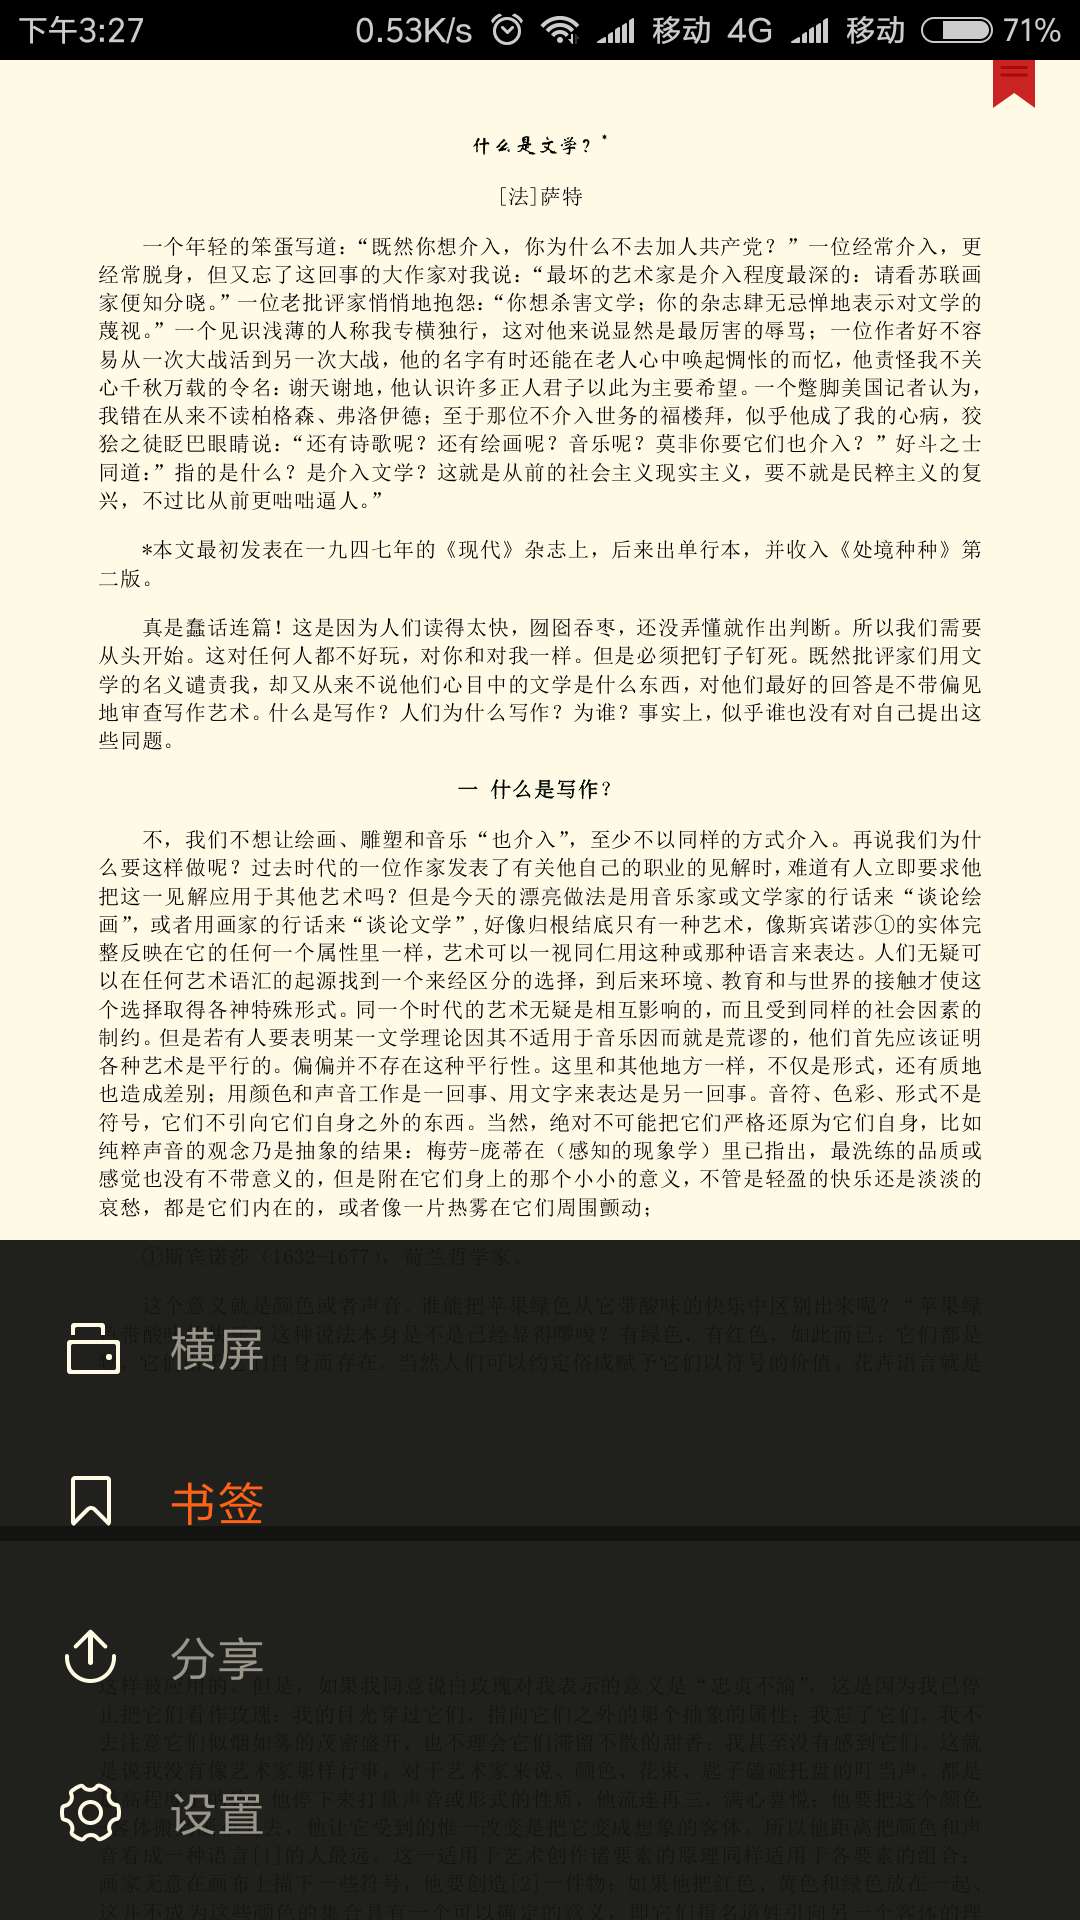 下午3:27 0.53K/s 移动 4G 移动 71%
什么是文学？*
[法]萨特
一个年轻的笨蛋写道：“既然你想介入，你为什么不去加人共产党？”一位经常介入，更
经常脱身，但又忘了这回事的大作家对我说：“最坏的艺术家是介入程度最深的：请看苏联画
家便知分晓。”一位老批评家悄悄地抱怨：“你想杀害文学；你的杂志肆无忌惮地表示对文学的
蔑视。”一个见识浅薄的人称我专横独行，这对他来说显然是最厉害的辱骂；一位作者好不容
易从一次大战活到另一次大战，他的名字有时还能在老人心中唤起惆怅的而忆，他责怪我不关
心千秋万载的令名：谢天谢地，他认识许多正人君子以此为主要希望。一个蹩脚美国记者认为，
我错在从来不读柏格森、弗洛伊德；至于那位不介入世务的福楼拜，似乎他成了我的心病，狡
狯之徒眨巴眼睛说：“还有诗歌呢？还有绘画呢？音乐呢？莫非你要它们也介入？”好斗之士
同道：”指的是什么？是介入文学？这就是从前的社会主义现实主义，要不就是民粹主义的复
兴，不过比从前更咄咄逼人。”
*本文最初发表在一九四七年的《现代》杂志上，后来出单行本，并收入《处境种种》第
二版。
真是蠢话连篇！这是因为人们读得太快，囫囵吞枣，还没弄懂就作出判断。所以我们需要
从头开始。这对任何人都不好玩，对你和对我一样。但是必须把钉子钉死。既然批评家们用文
学的名义谴责我，却又从来不说他们心目中的文学是什么东西，对他们最好的回答是不带偏见
地审查写作艺术。什么是写作？人们为什么写作？为谁？事实上，似乎谁也没有对自己提出这
些同题。
一 什么是写作？
不，我们不想让绘画、雕塑和音乐“也介入”，至少不以同样的方式介入。再说我们为什
么要这样做呢？过去时代的一位作家发表了有关他自己的职业的见解时，难道有人立即要求他
把这一见解应用于其他艺术吗？但是今天的漂亮做法是用音乐家或文学家的行话来“谈论绘
画”，或者用画家的行话来“谈论文学”，好像归根结底只有一种艺术，像斯宾诺莎①的实体完
整反映在它的任何一个属性里一样，艺术可以一视同仁用这种或那种语言来表达。人们无疑可
以在任何艺术语汇的起源找到一个来经区分的选择，到后来环境、教育和与世界的接触才使这
个选择取得各神特殊形式。同一个时代的艺术无疑是相互影响的，而且受到同样的社会因素的
制约。但是若有人要表明某一文学理论因其不适用于音乐因而就是荒谬的，他们首先应该证明
各种艺术是平行的。偏偏并不存在这种平行性。这里和其他地方一样，不仅是形式，还有质地
也造成差别；用颜色和声音工作是一回事、用文字来表达是另一回事。音符、色彩、形式不是
符号，它们不引向它们自身之外的东西。当然，绝对不可能把它们严格还原为它们自身，比如
纯粹声音的观念乃是抽象的结果：梅劳-庞蒂在（感知的现象学）里已指出，最洗练的品质或
感觉也没有不带意义的，但是附在它们身上的那个小小的意义，不管是轻盈的快乐还是淡淡的
哀愁，都是它们内在的，或者像一片热雾在它们周围颤动；
①斯宾诺莎（1632-1677），荷兰哲学家。
这个意义就是颜色或者声音。谁能把苹果绿色从它带酸味的快乐中区别出来呢？“苹果绿
横屏
书签
分享
设置